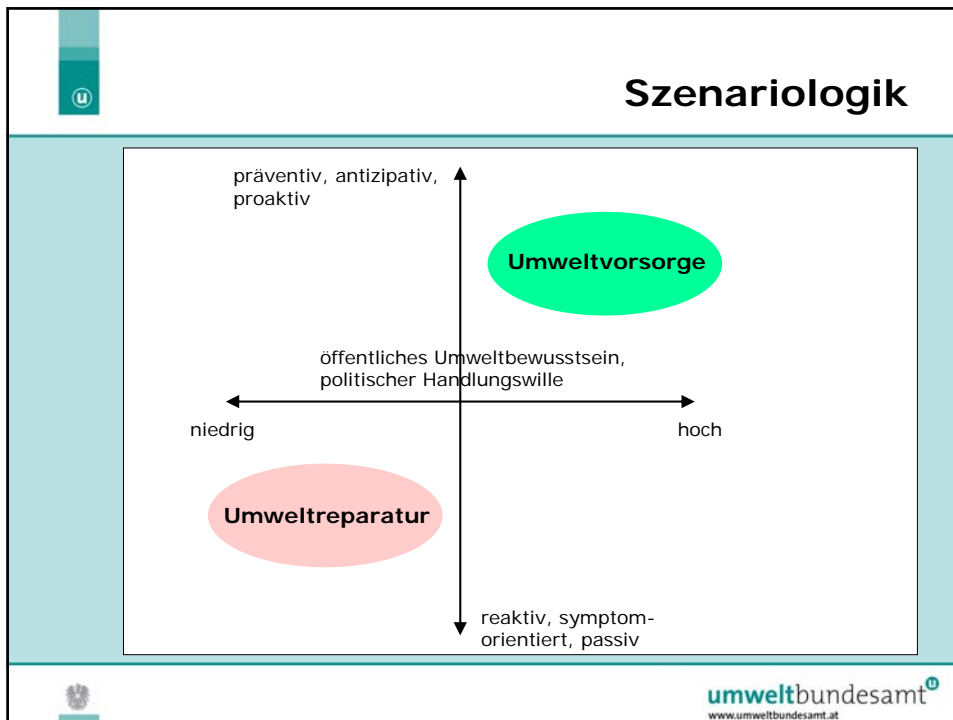 Szenariologik
präventiv, antizipativ,
proaktiv
Umweltvorsorge
öffentliches Umweltbewusstsein,
politischer Handlungswille
niedrig
hoch
Umweltreparatur
reaktiv, symptom-
orientiert, passiv
umweltbundesamt
www.umweltbundesamt.at